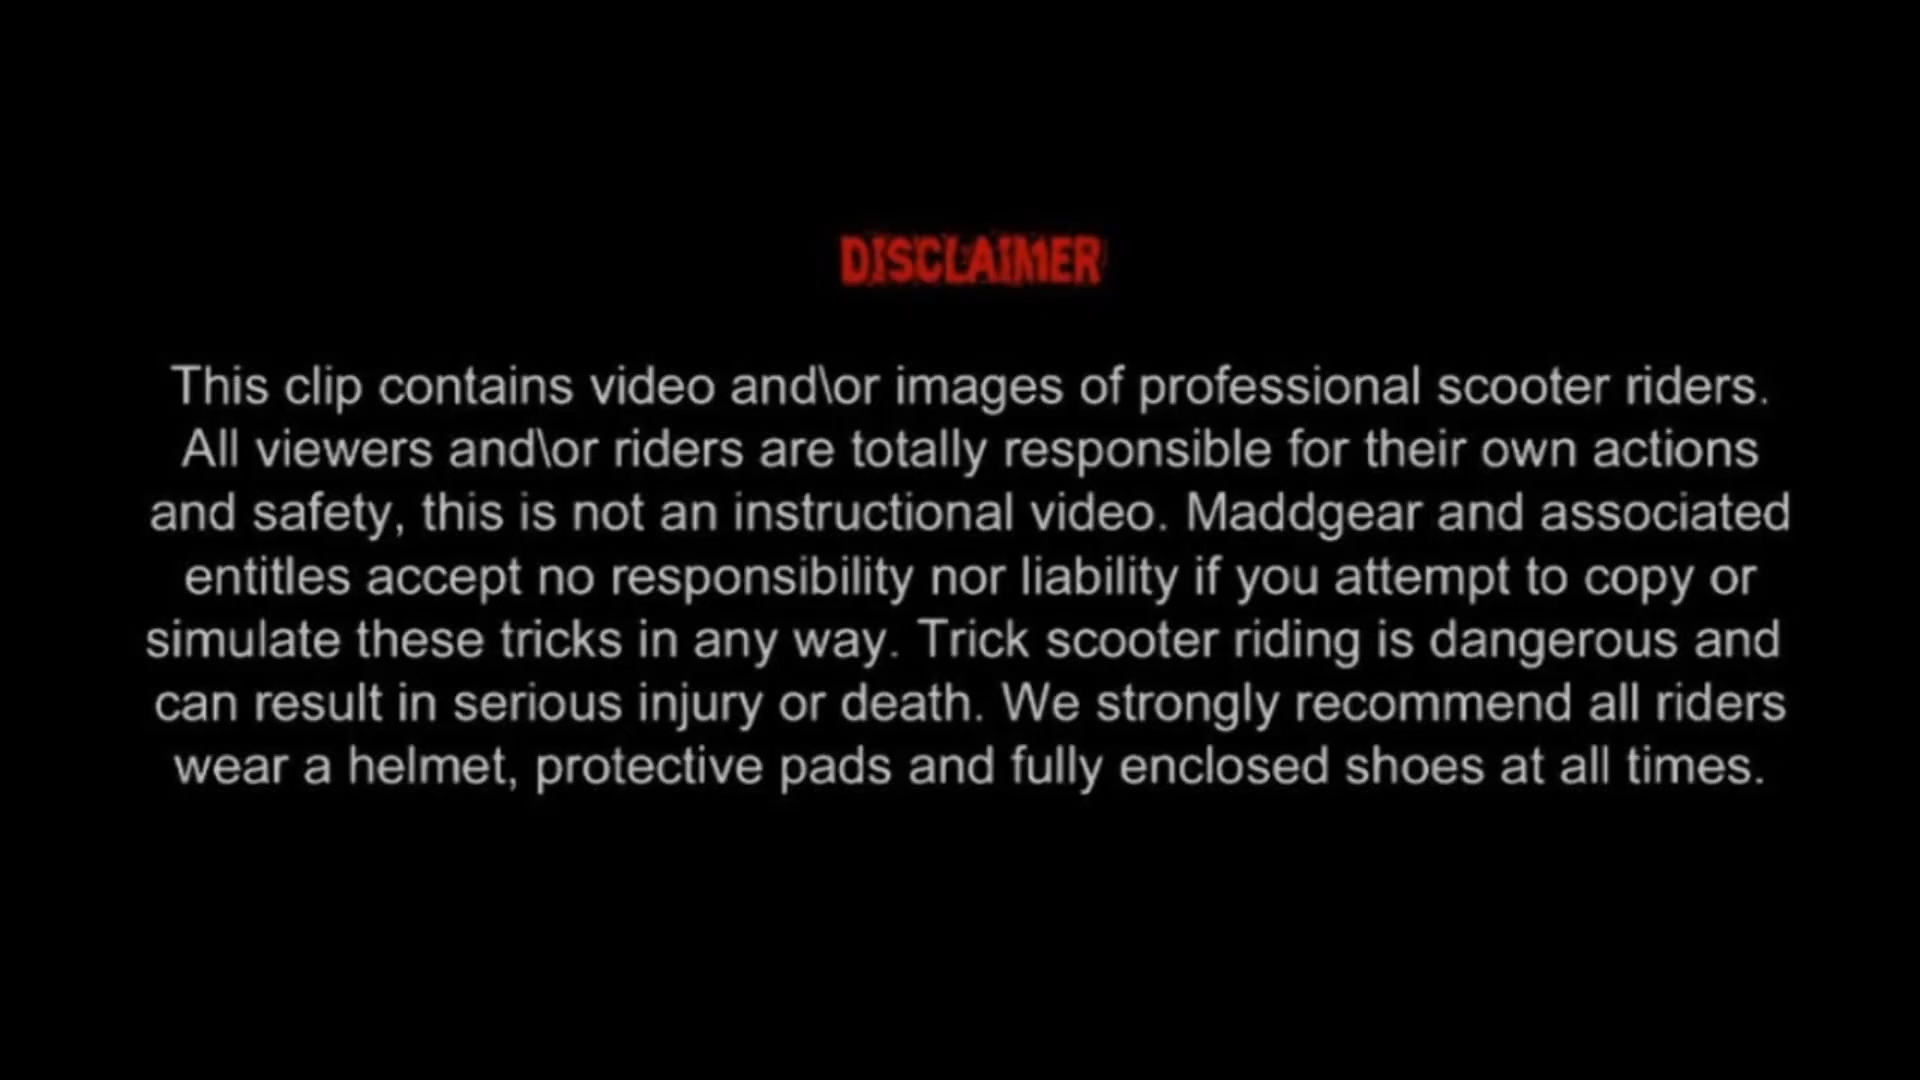 DISCLAIMER
This clip contains video and\or images of professional scooter riders.
All viewers and\or riders are totally responsible for their own actions
and safety, this is not an instructional video. Maddgear and associated
entitles accept no responsibility nor liability if you attempt to copy or
simulate these tricks in any way. Trick scooter riding is dangerous and
can result in serious injury or death. We strongly recommend all riders
wear a helmet, protective pads and fully enclosed shoes at all times.